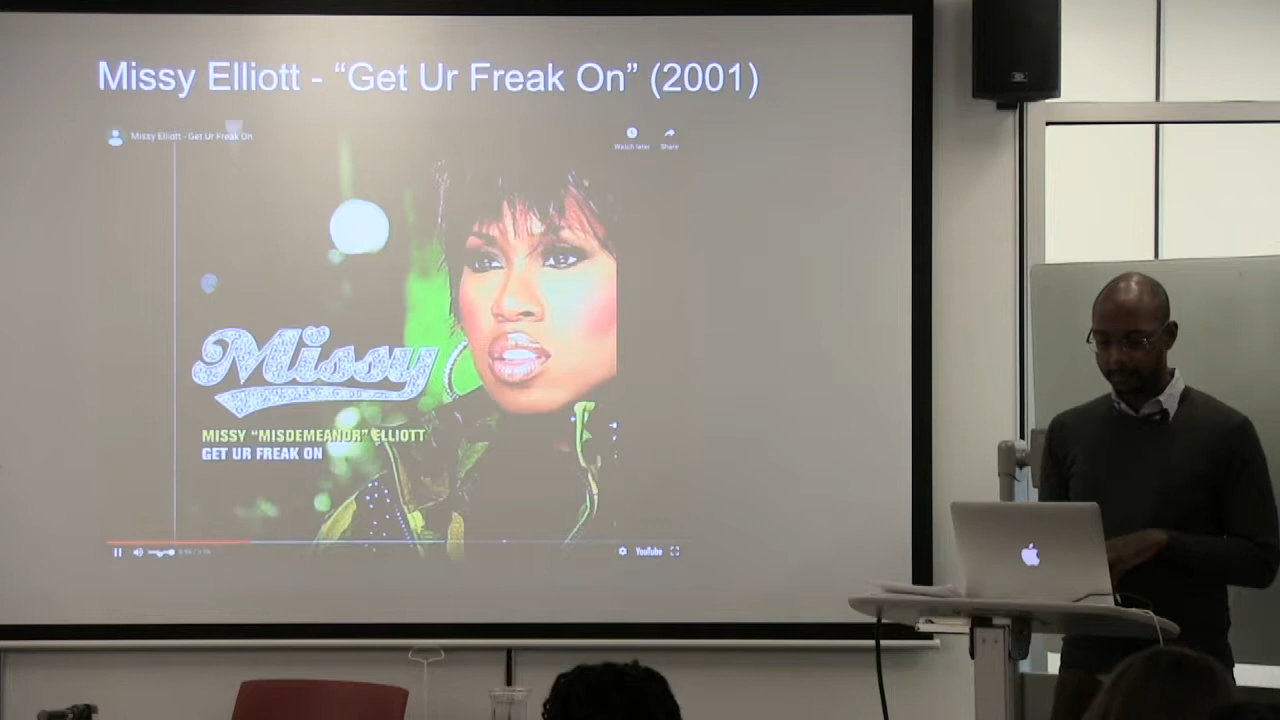 Missy Elliott - “Get Ur Freak On” (2001)
Missy Elliott - Get Ur Freak On
Watch later
Share
Missy
MISSY “MISDEMEANOR” ELLIOTT
GET UR FREAK ON
YouTube